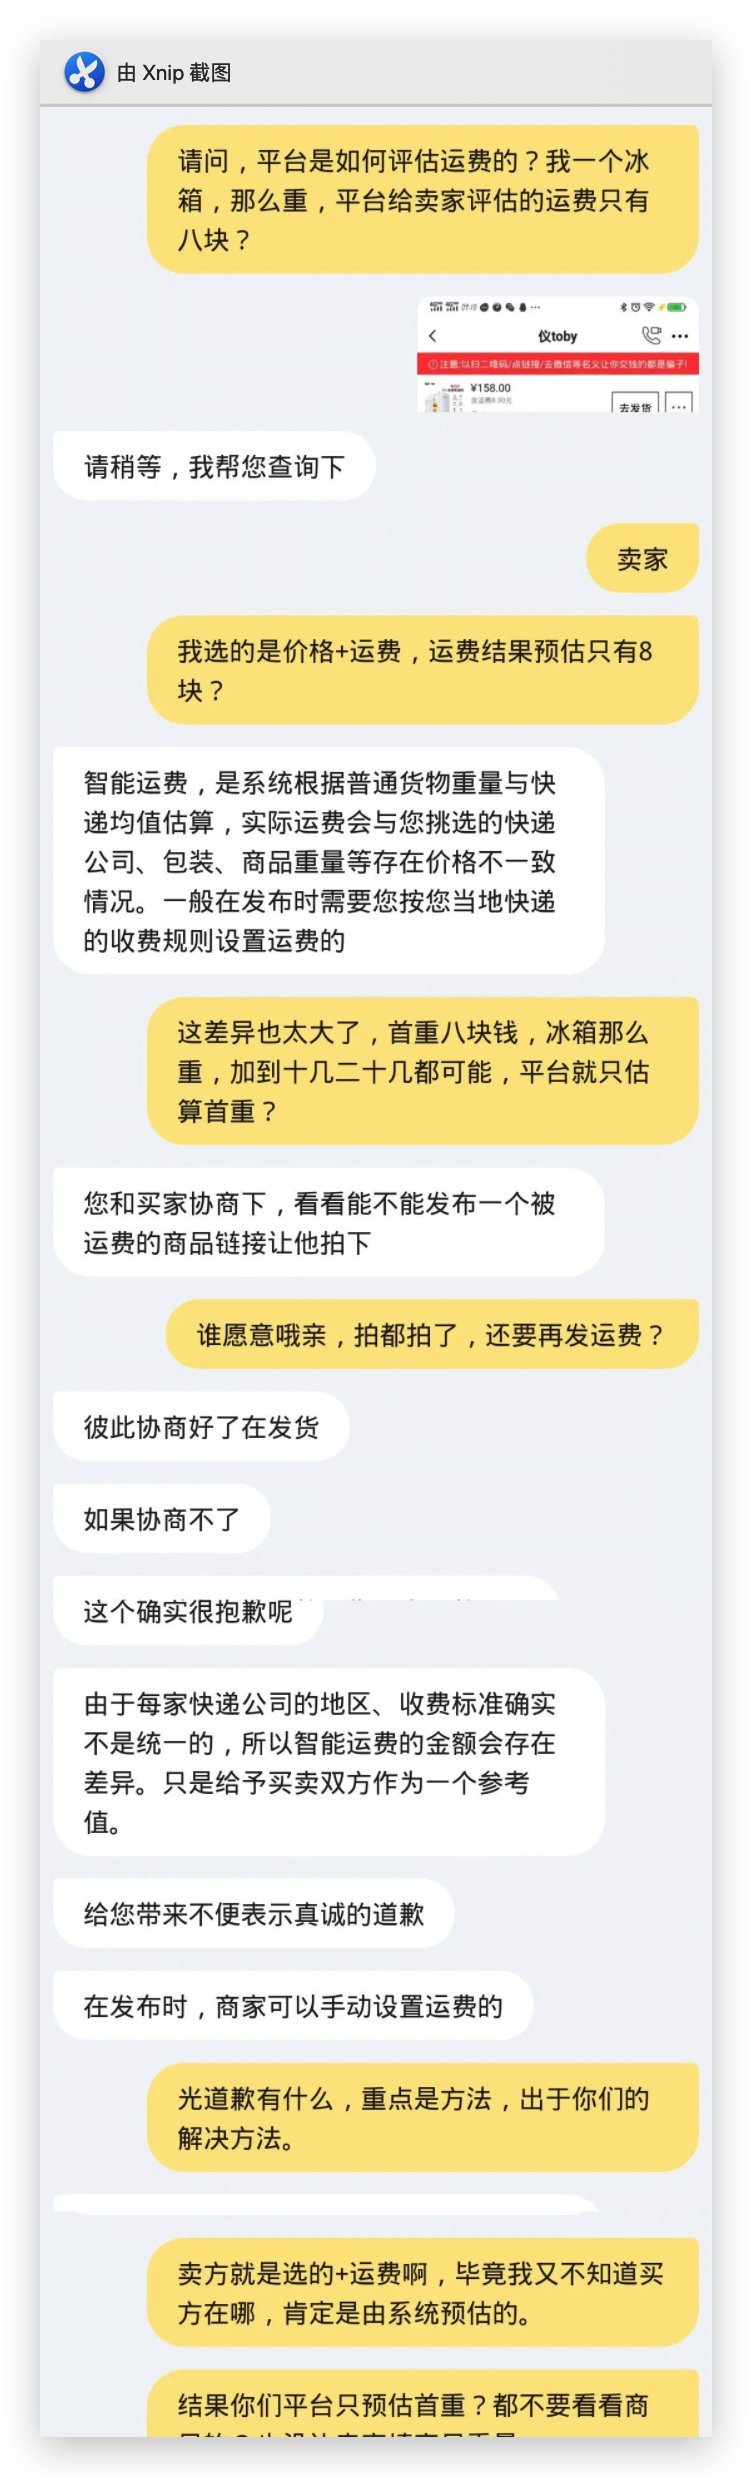 由 Xnip 截图
请问，平台是如何评估运费的？我一个冰
箱，那么重，平台给卖家评估的运费只有
八块？
09:10
仪toby
①注意:以扫二维码/点链接/去微信等名义让你交钱的都是骗子!
¥158.00
含运费8.00元
去发货
请稍等，我帮您查询下
卖家
我选的是价格+运费，运费结果预估只有8
块？
智能运费，是系统根据普通货物重量与快
递均值估算，实际运费会与您挑选的快递
公司、包装、商品重量等存在价格不一致
情况。一般在发布时需要您按您当地快递
的收费规则设置运费的
这差异也太大了，首重八块钱，冰箱那么
重，加到十几二十几都可能，平台就只估
算首重？
您和买家协商下，看看能不能发布一个被
运费的商品链接让他拍下
谁愿意哦亲，拍都拍了，还要再发运费？
彼此协商好了在发货
如果协商不了
这个确实很抱歉呢
由于每家快递公司的地区、收费标准确实
不是统一的，所以智能运费的金额会存在
差异。只是给予买卖双方作为一个参考
值。
给您带来不便表示真诚的道歉
在发布时，商家可以手动设置运费的
光道歉有什么，重点是方法，出于你们的
解决方法。
卖方就是选的+运费啊，毕竟我又不知道买
方在哪，肯定是由系统预估的。
结果你们平台只预估首重？都不要看看商